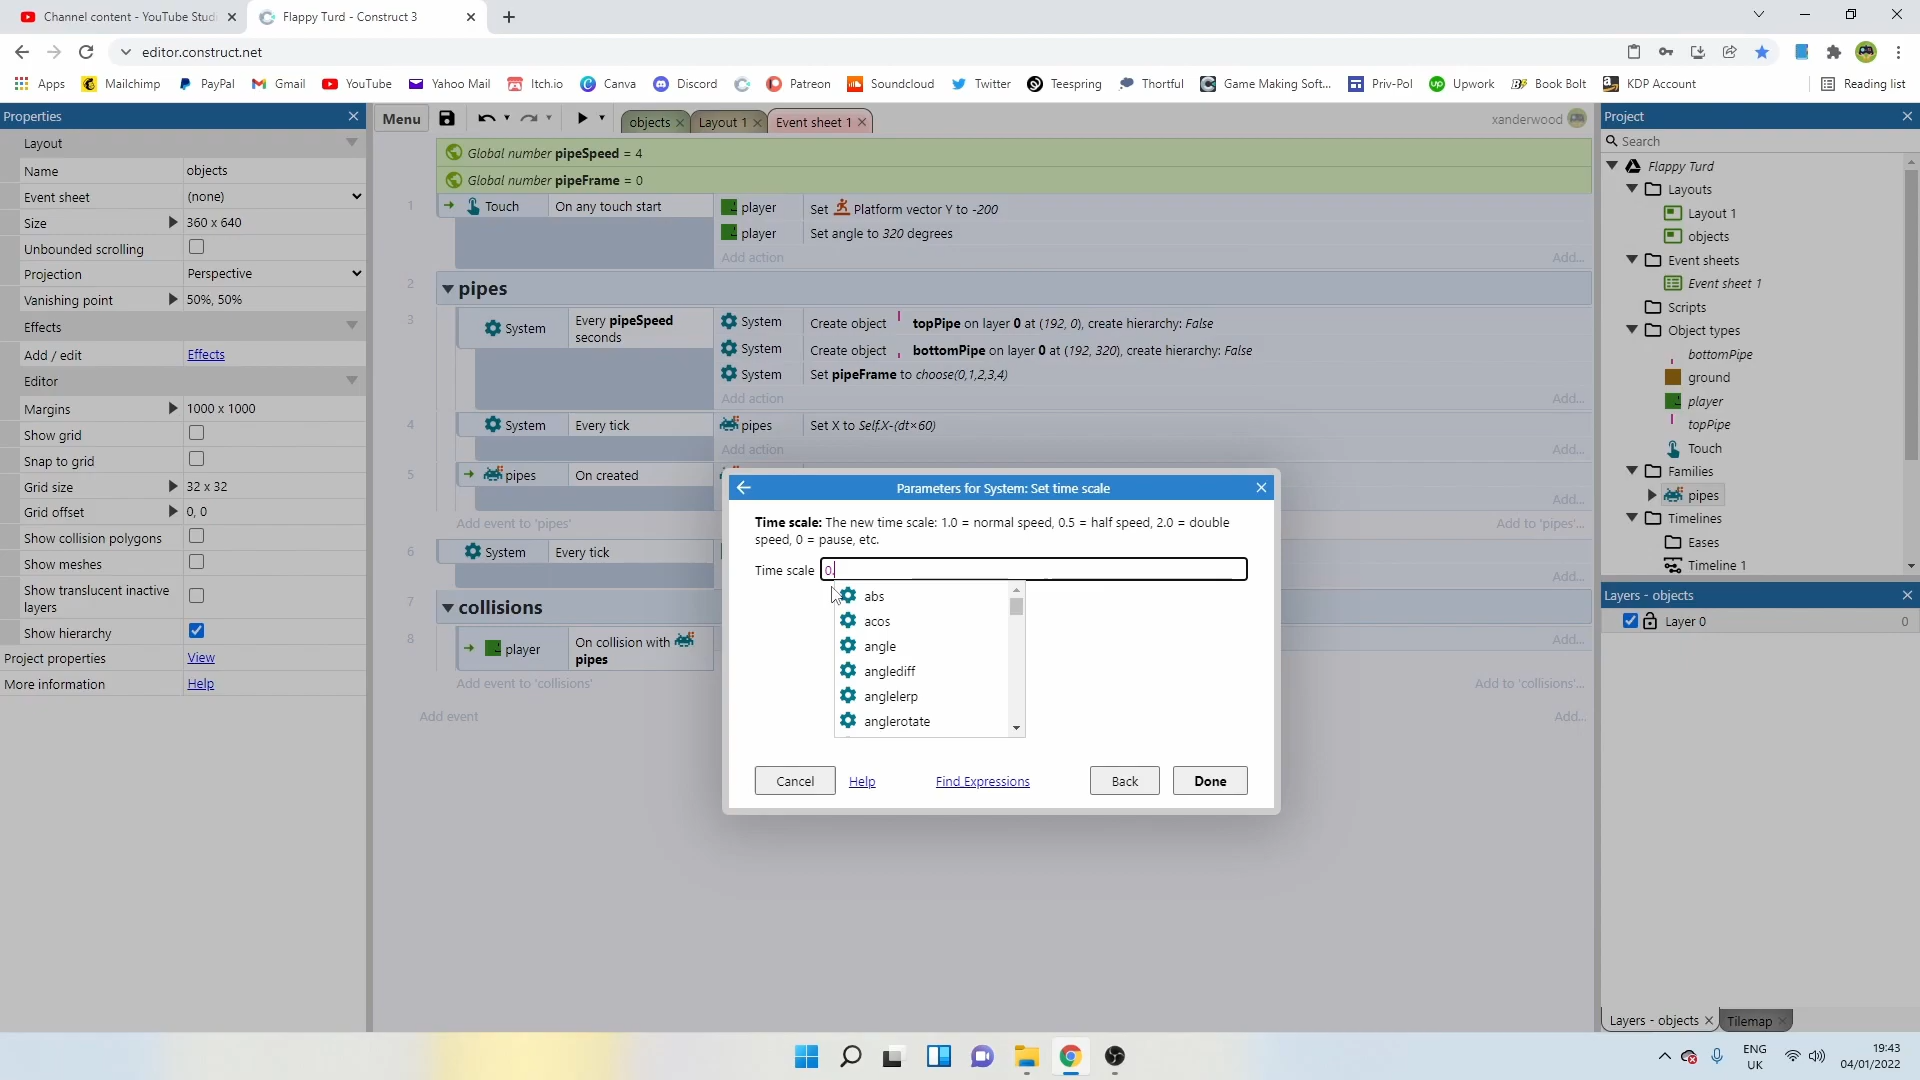 Channel content - YouTube Stud
Flappy Turd - Construct 3
editor.construct.net
Apps Mailchimp PayPal Gmail YouTube Yahoo Mail Itch.io Canva Discord Patreon Soundcloud Twitter Teespring Thortful Game Making Soft... Priv-Pol Upwork Book Bolt KDP Account Reading list
Properties
Layout
Name objects
Event sheet (none)
Size 360 x 640
Unbounded scrolling
Projection Perspective
Vanishing point 50%, 50%
Effects
Add / edit Effects
Editor
Margins 1000 x 1000
Show grid
Snap to grid
Grid size 32 x 32
Grid offset 0, 0
Show collision polygons
Show meshes
Show translucent inactive
layers
Show hierarchy
Project properties View
More information Help
Menu objects Layout 1 Event sheet 1 xanderwood
Global number pipeSpeed = 4
Global number pipeFrame = 0
1 Touch On any touch start player Set Platform vector Y to -200
player Set angle to 320 degrees
Add action Add...
2 pipes
3 System Every pipeSpeed
seconds
System Create object topPipe on layer 0 at (192, 0), create hierarchy: False
System Create object bottomPipe on layer 0 at (192, 320), create hierarchy: False
System Set pipeFrame to choose(0,1,2,3,4)
Add action Add...
4 System Every tick pipes Set X to Self.X-(dt×60)
Add action Add...
5 pipes On created
Add...
Add event to 'pipes' Add to 'pipes'...
6 System Every tick
Add...
7 collisions
8 player On collision with
pipes
Add...
Add event to 'collisions' Add to 'collisions'...
Add event Add...
Parameters for System: Set time scale
Time scale: The new time scale: 1.0 = normal speed, 0.5 = half speed, 2.0 = double
speed, 0 = pause, etc.
Time scale 0.
abs
acos
angle
anglediff
anglelerp
anglerotate
Cancel Help Find Expressions Back Done
Project
Search
Flappy Turd
Layouts
Layout 1
objects
Event sheets
Event sheet 1
Scripts
Object types
bottomPipe
ground
player
topPipe
Touch
Families
pipes
Timelines
Eases
Timeline 1
Layers - objects
Layer 0 0
Layers - objects Tilemap
ENG
UK
19:43
04/01/2022